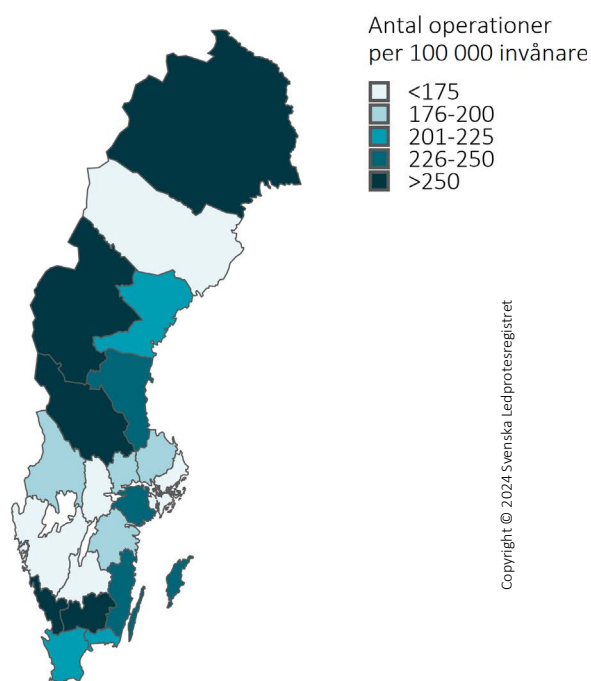 Antal operationer
per 100 000 invånare
<175
176-200
201-225
226-250
>250
Copyright © 2024 Svenska Ledprotesregistret